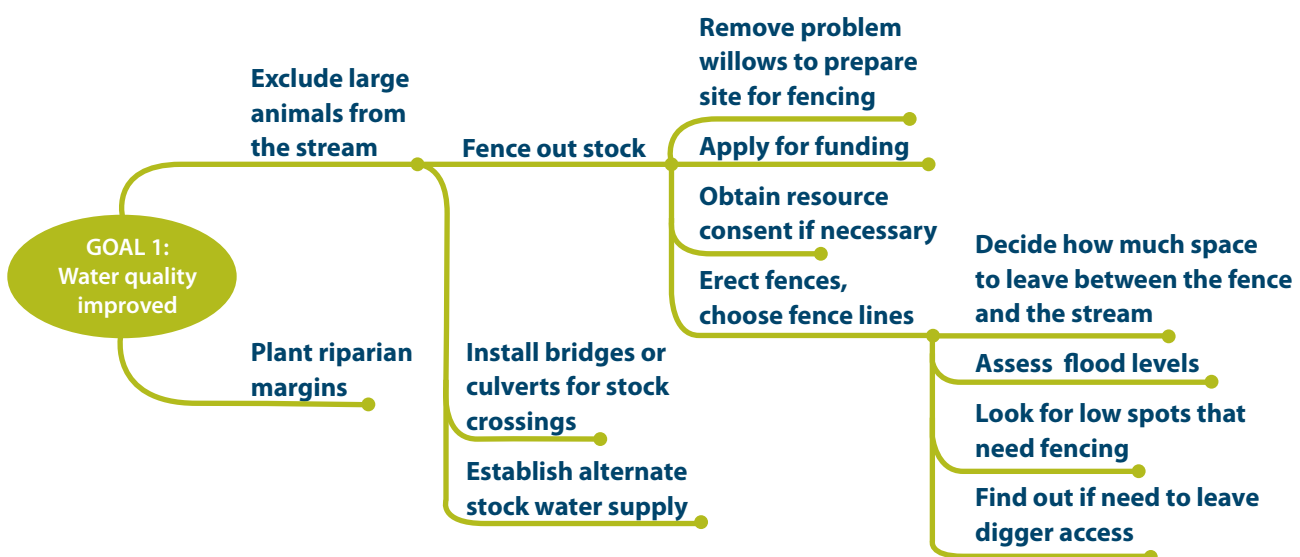 GOAL 1:
Water quality
improved
Exclude large
animals from
the stream
Plant riparian
margins
Fence out stock
Install bridges or
culverts for stock
crossings
Establish alternate
stock water supply
Remove problem
willows to prepare
site for fencing
Apply for funding
Obtain resource
consent if necessary
Erect fences,
choose fence lines
Decide how much space
to leave between the fence
and the stream
Assess flood levels
Look for low spots that
need fencing
Find out if need to leave
digger access